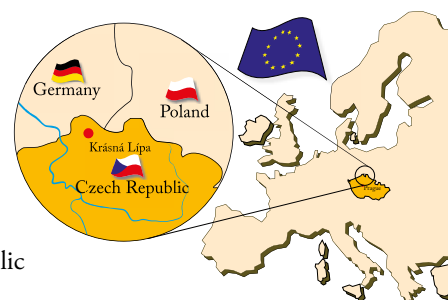 Germany
Poland
Krásná Lípa
Czech Republic
Prague
lic